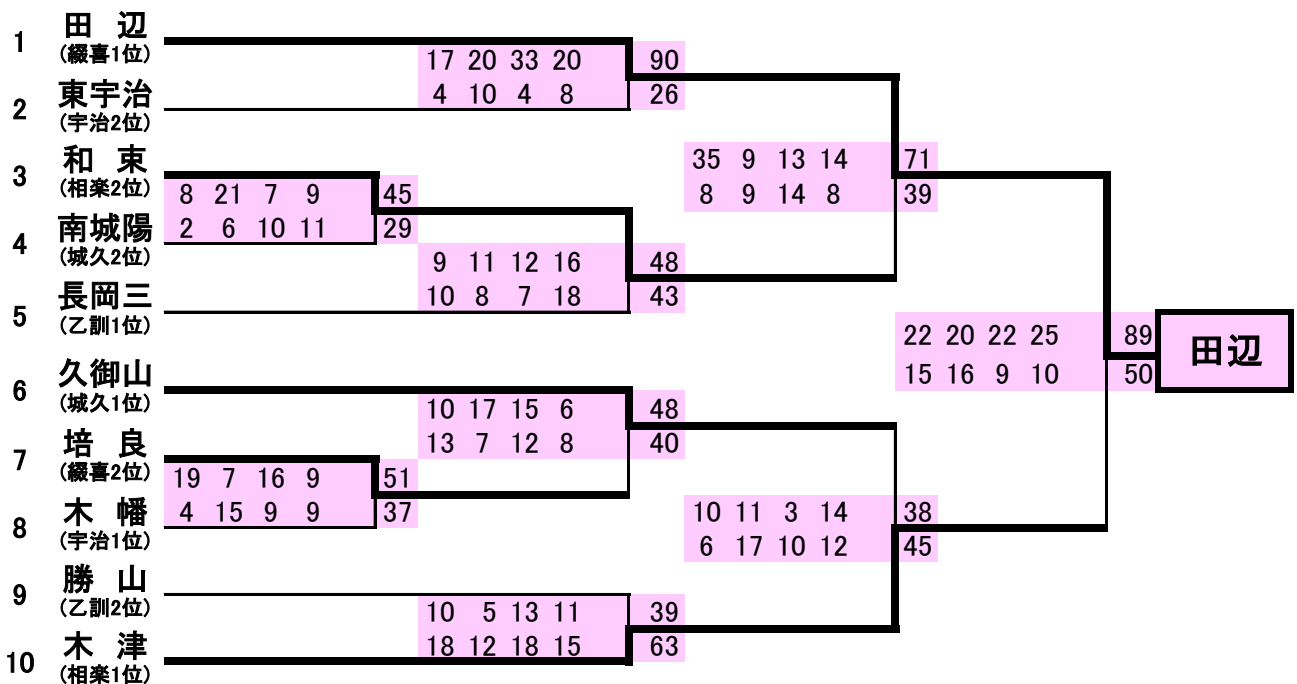 1 田 辺
(綴喜1位)
17 20 33 20 90
4 10 4 8 26
2 東宇治
(宇治2位)
3 和 東
(相楽2位)
35 9 13 14 71
8 9 14 8 39
8 21 7 9 45
2 6 10 11 29
4 南城陽
(城久2位)
9 11 12 16 48
10 8 7 18 43
5 長岡三
(乙訓1位)
22 20 22 25 89
15 16 9 10 50
田辺
6 久御山
(城久1位)
10 17 15 6 48
13 7 12 8 40
7 培 良
(綴喜2位)
19 7 16 9 51
4 15 9 9 37
8 木 幡
(宇治1位)
10 11 3 14 38
6 17 10 12 45
9 勝 山
(乙訓2位)
10 5 13 11 39
18 12 18 15 63
10 木 津
(相楽1位)